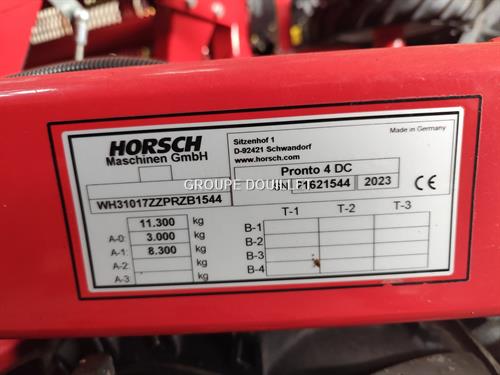 HORSCH
Maschinen GmbH
Sitzenhof 1
D-92421 Schwandorf
www.horsch.com
Made in Germany
Pronto 4 DC
GROUPE DOUILLET
WH31017ZZPRZB1544
F1621544 2023 CE
11.300 kg
A-0: 3.000 kg
A-1: 8.300 kg
A-2: kg
A-3
T-1 T-2 T-3
B-1
B-2
B-3
B-4